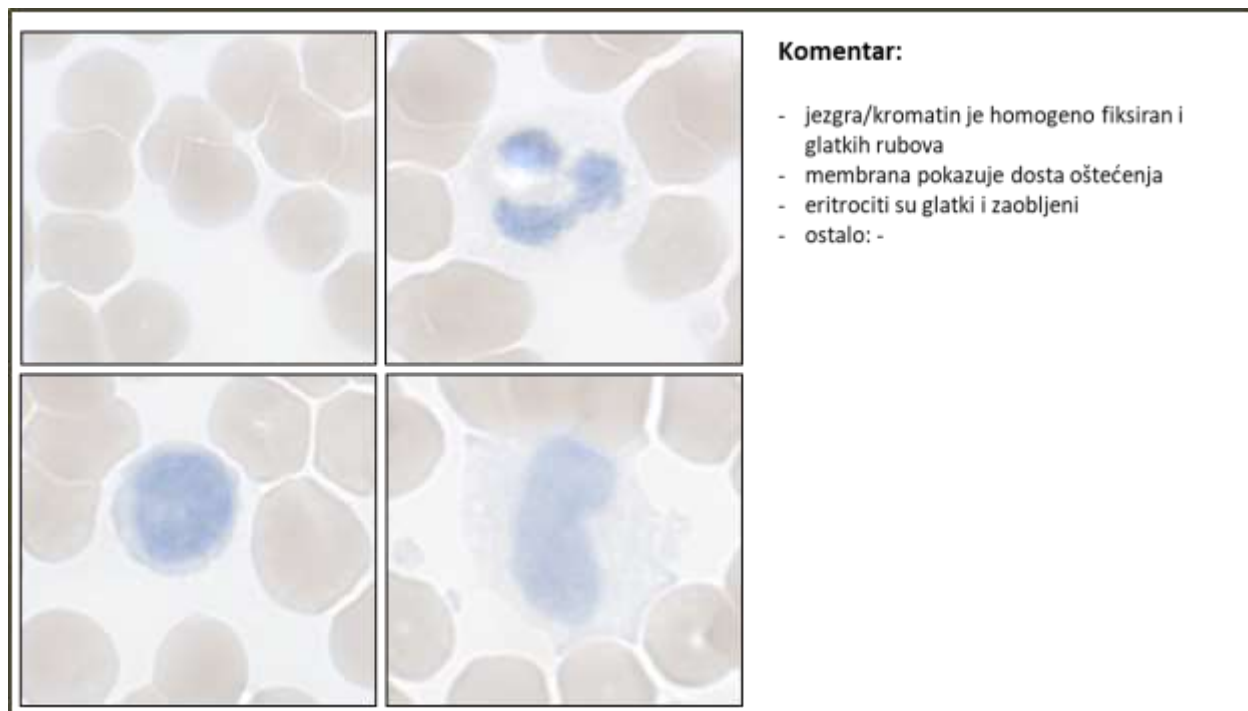 Komentar:
- jezgra/kromatin je homogeno fiksiran i
glatkih rubova
- membrana pokazuje dosta oštećenja
- eritrociti su glatki i zaobljeni
- ostalo: -